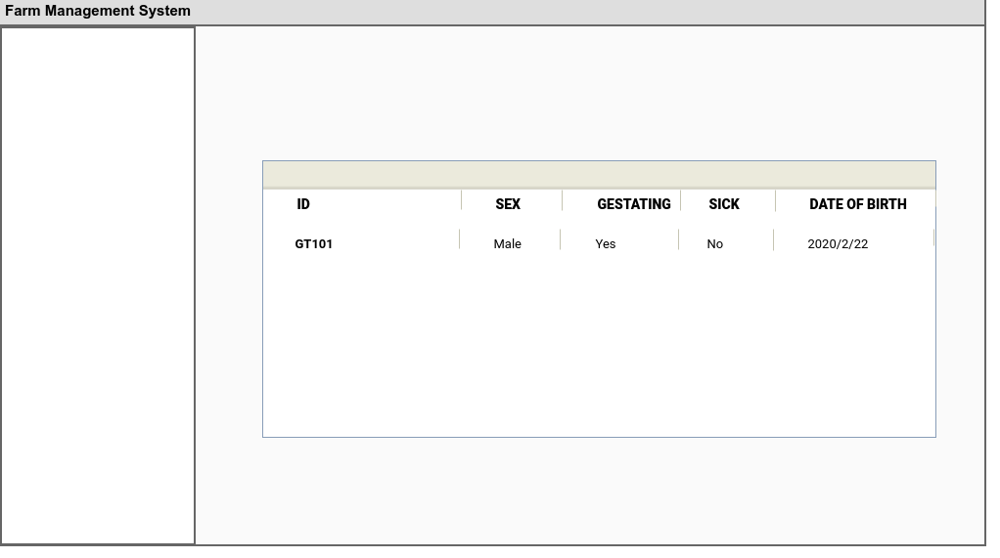 Farm Management System
ID SEX GESTATING SICK DATE OF BIRTH
GT101 Male Yes No 2020/2/22